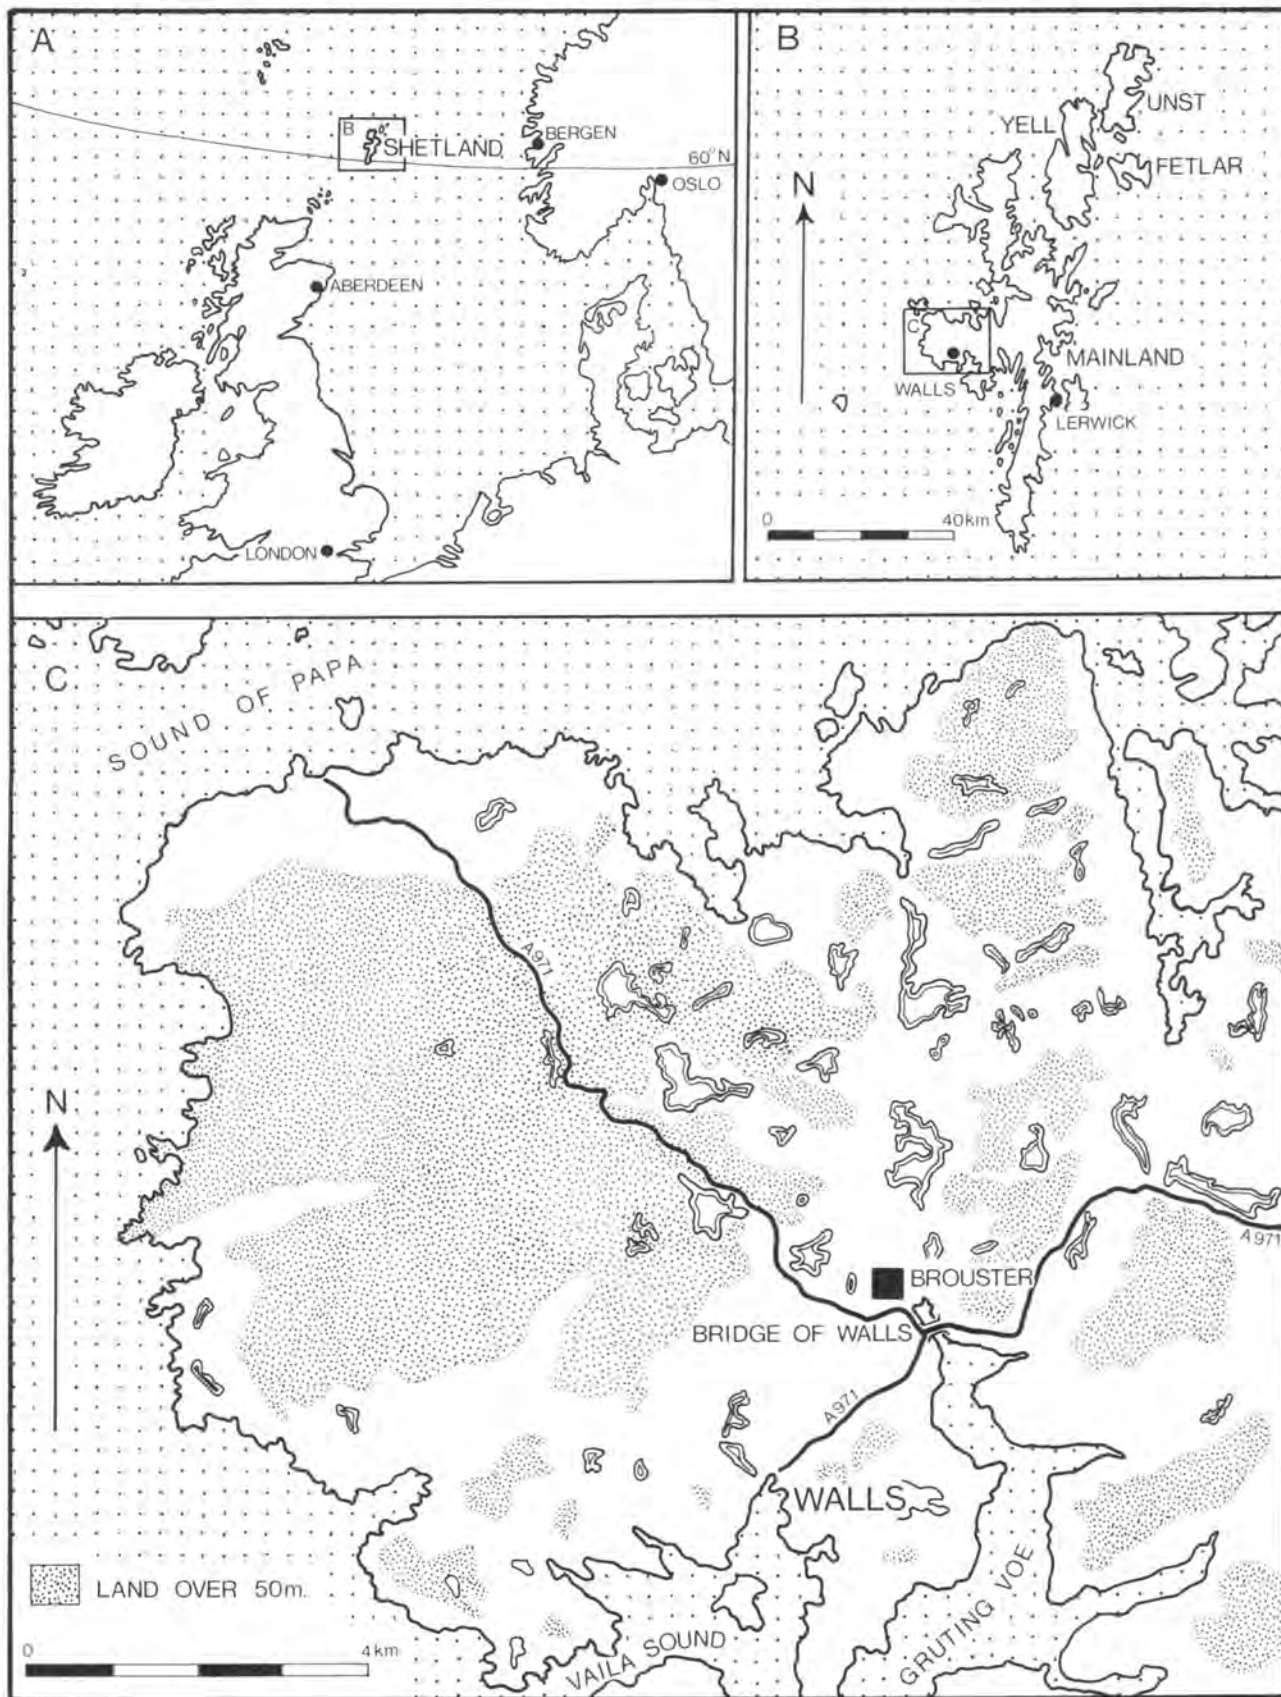 A
B
SHETLAND
BERGEN
60°N
OSLO
ABERDEEN
LONDON
B
UNST
YELL
FETLAR
N
C
MAINLAND
WALLS
LERWICK
0 40km
C
SOUND OF PAPA
A971
N
A971
BROUSTER
BRIDGE OF WALLS
A971
WALLS
LAND OVER 50m.
GRUTING VOE
VAILA SOUND
0 4km